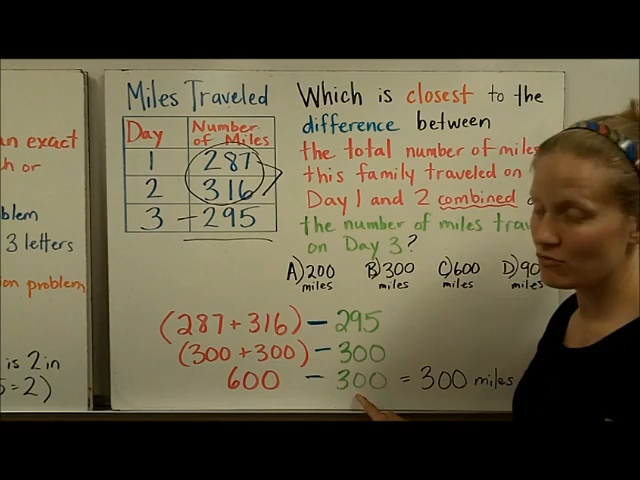 an exact
h or
blem
3 letters
on problem
is 2 in
5=2)
Miles Traveled
Day Number of Miles
1 287
2 316
3 -295
Which is closest to the
difference between
the total number of miles
this family traveled on
Day 1 and 2 combined
the number of miles trav
on Day 3?
A) 200 miles B) 300 miles C) 600 miles D) 90
(287+316) - 295
(300+300) - 300
600 - 300 = 300 miles